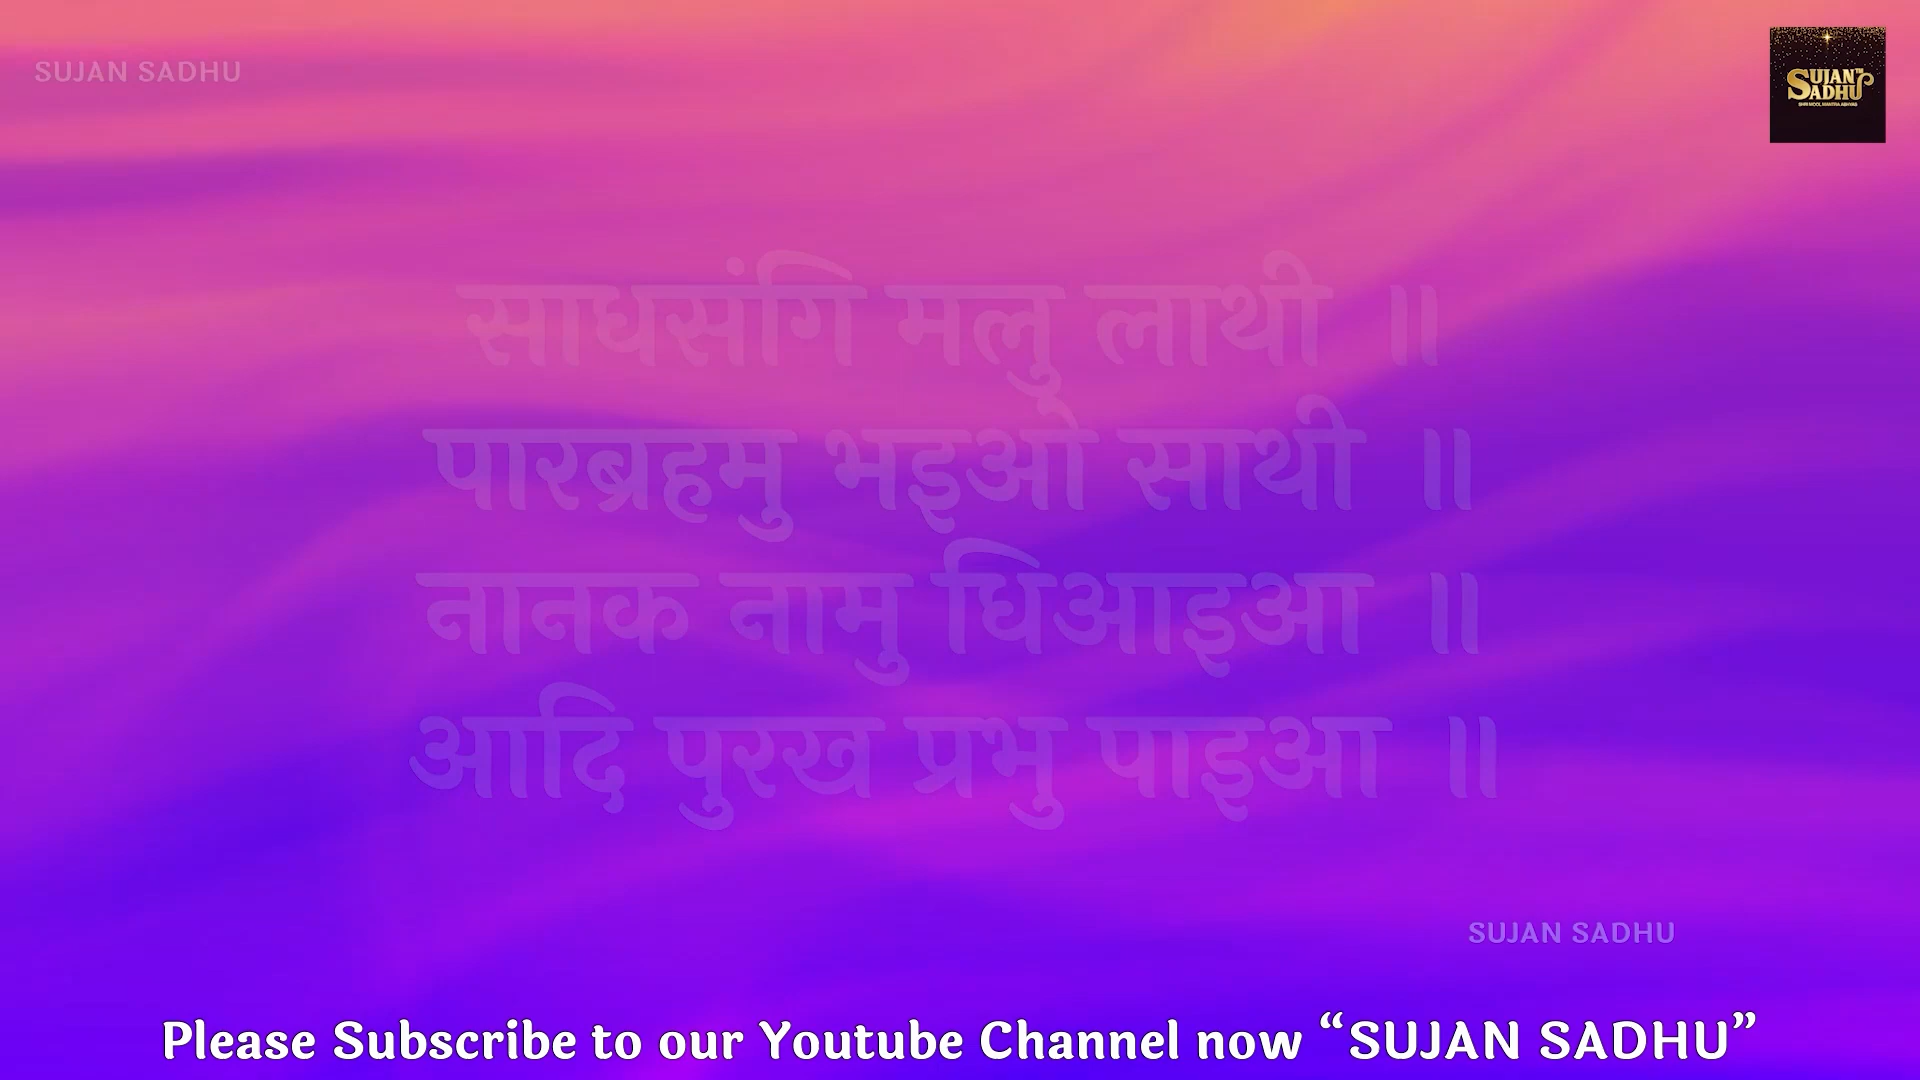 SUJAN SADHU
SUJAN SADHU
साधसंगि मलु लाथी ॥
पारब्रहमु भइओ साथी ॥
नानक नामु धिआइआ ॥
आदि पुरख प्रभु पाइआ ॥
SUJAN SADHU
Please Subscribe to our Youtube Channel now “SUJAN SADHU”